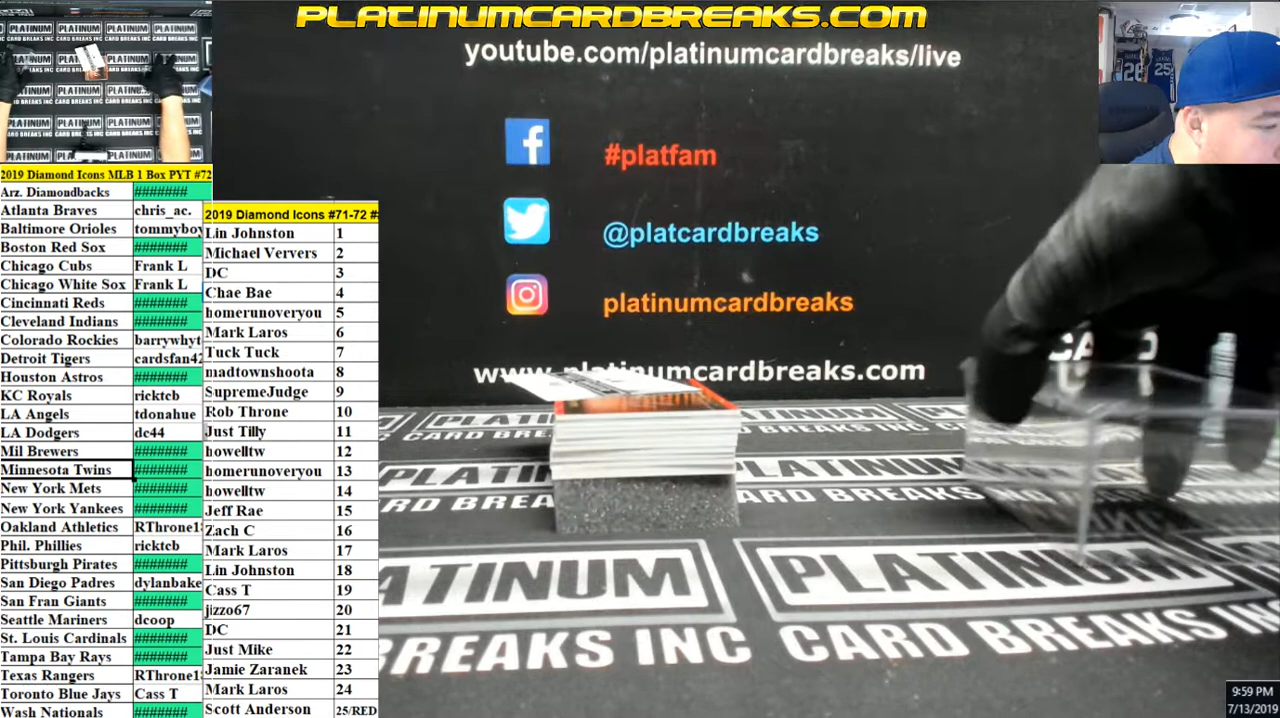 PLATINUMCARDBREAKS.COM
youtube.com/platinumcardbreaks/live
#platfam
@platcardbreaks
platinumcardbreaks
www.platinumcardbreaks.com
2019 Diamond Icons MLB 1 Box PYT #72
Arz. Diamondbacks #######
Atlanta Braves chris_ac.
Baltimore Orioles tommyboy
Boston Red Sox #######
Chicago Cubs Frank L
Chicago White Sox Frank L
Cincinnati Reds #######
Cleveland Indians #######
Colorado Rockies barrywhyt
Detroit Tigers cardsfan42
Houston Astros #######
KC Royals ricktcb
LA Angels tdonahue
LA Dodgers dc44
Mil Brewers #######
Minnesota Twins #######
New York Mets #######
New York Yankees #######
Oakland Athletics RThrone18
Phil. Phillies ricktcb
Pittsburgh Pirates #######
San Diego Padres dylanbake
San Fran Giants #######
Seattle Mariners dcoop
St. Louis Cardinals #######
Tampa Bay Rays #######
Texas Rangers RThrone18
Toronto Blue Jays Cass T
Wash Nationals #######
2019 Diamond Icons #71-72 #
Lin Johnston 1
Michael Ververs 2
DC 3
Chae Bae 4
homerunoveryou 5
Mark Laros 6
Tuck Tuck 7
madtownshoota 8
SupremeJudge 9
Rob Throne 10
Just Tilly 11
howelltw 12
homerunoveryou 13
howelltw 14
Jeff Rae 15
Zach C 16
Mark Laros 17
Lin Johnston 18
Cass T 19
jizzo67 20
DC 21
Just Mike 22
Jamie Zaranek 23
Mark Laros 24
Scott Anderson 25/RED
PLATINUM PLATINUM
CARD BREAKS INC CARD BREAKS INC
9:59 PM
7/13/2019